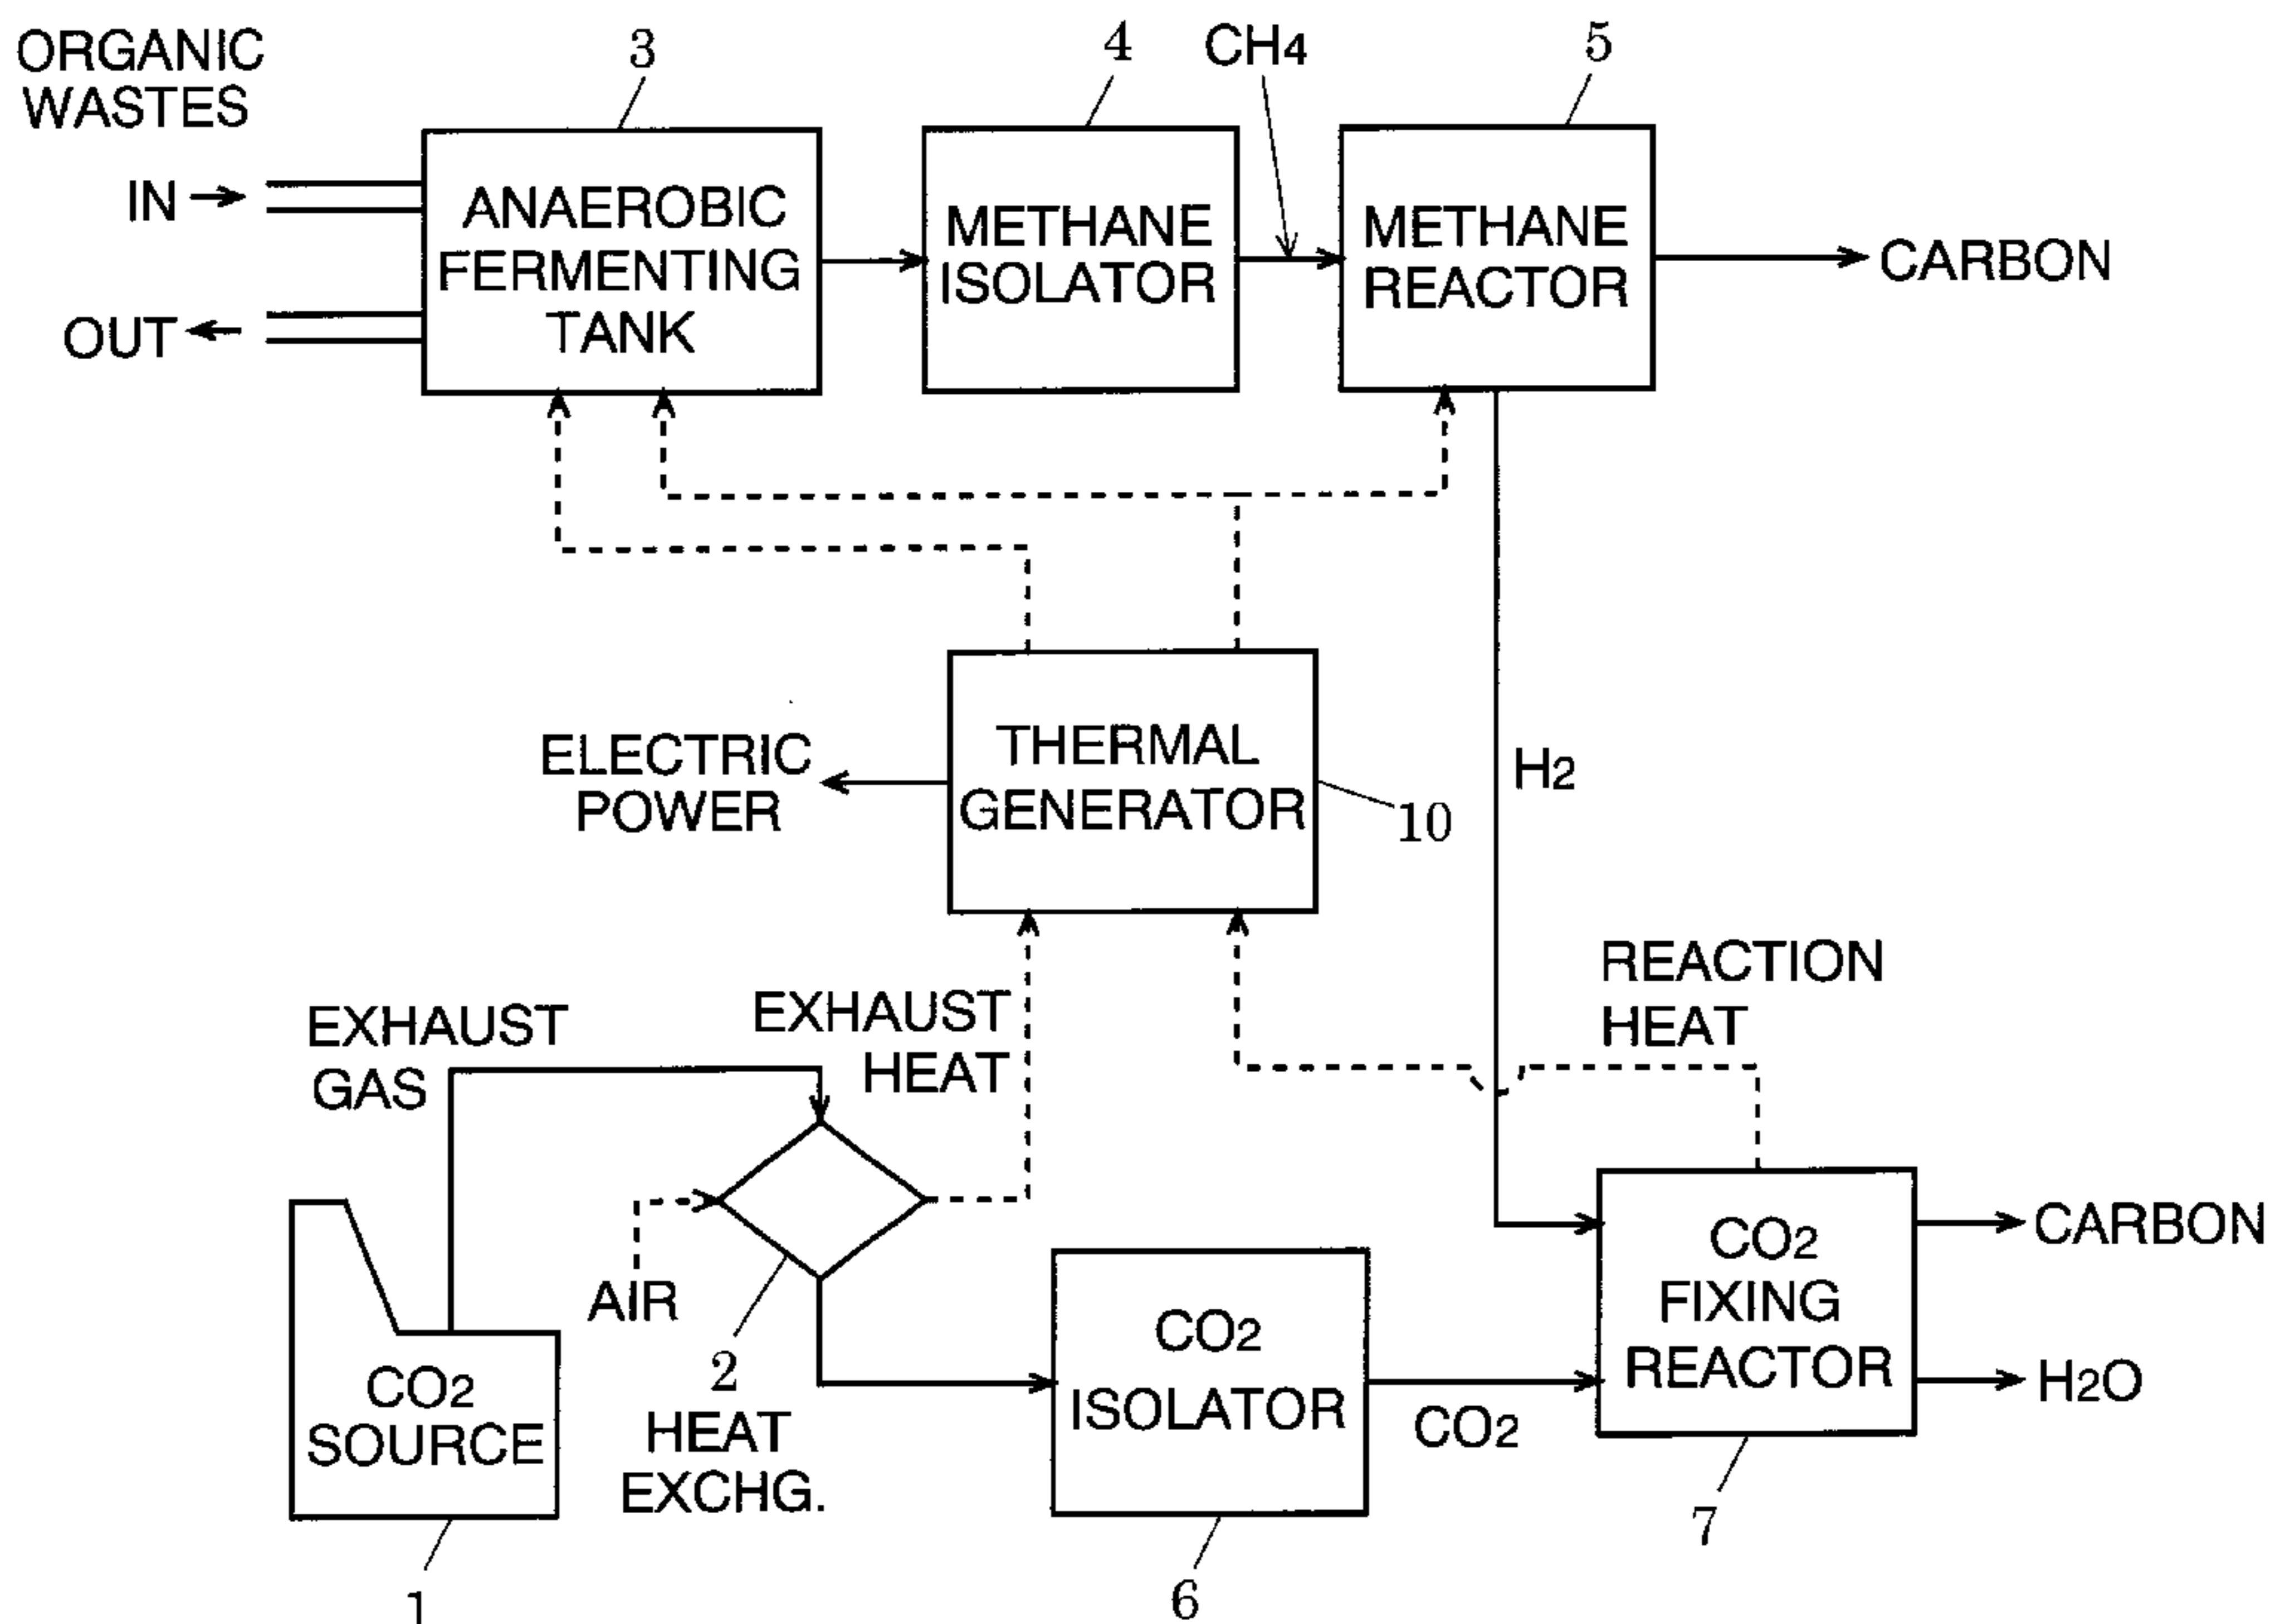 ORGANIC
WASTES
IN
OUT
3
ANAEROBIC
FERMENTING
TANK
4
METHANE
ISOLATOR
CH4
5
METHANE
REACTOR
CARBON
ELECTRIC
POWER
THERMAL
GENERATOR
10
H2
REACTION
HEAT
EXHAUST
GAS
EXHAUST
HEAT
AIR
2
HEAT
EXCHG.
CO2
SOURCE
1
CO2
ISOLATOR
6
CO2
CO2
FIXING
REACTOR
7
CARBON
H2O